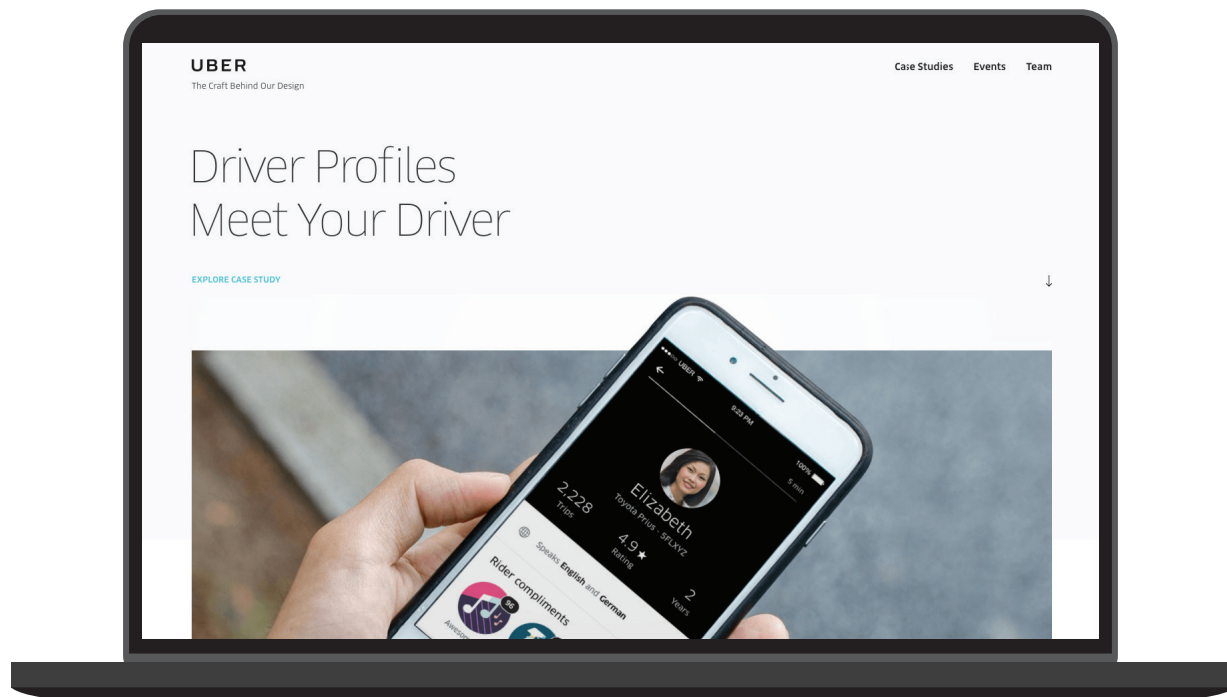 UBER
Case Studies Events Team
The Craft Behind Our Design
Driver Profiles
Meet Your Driver
EXPLORE CASE STUDY
UBER
9:23 PM
100%
5 min
Elizabeth
Toyota Prius - 5FLXYZ
2,228
Trips
4.9 ★
Rating
2
Years
Speaks English and German
Rider compliments
96